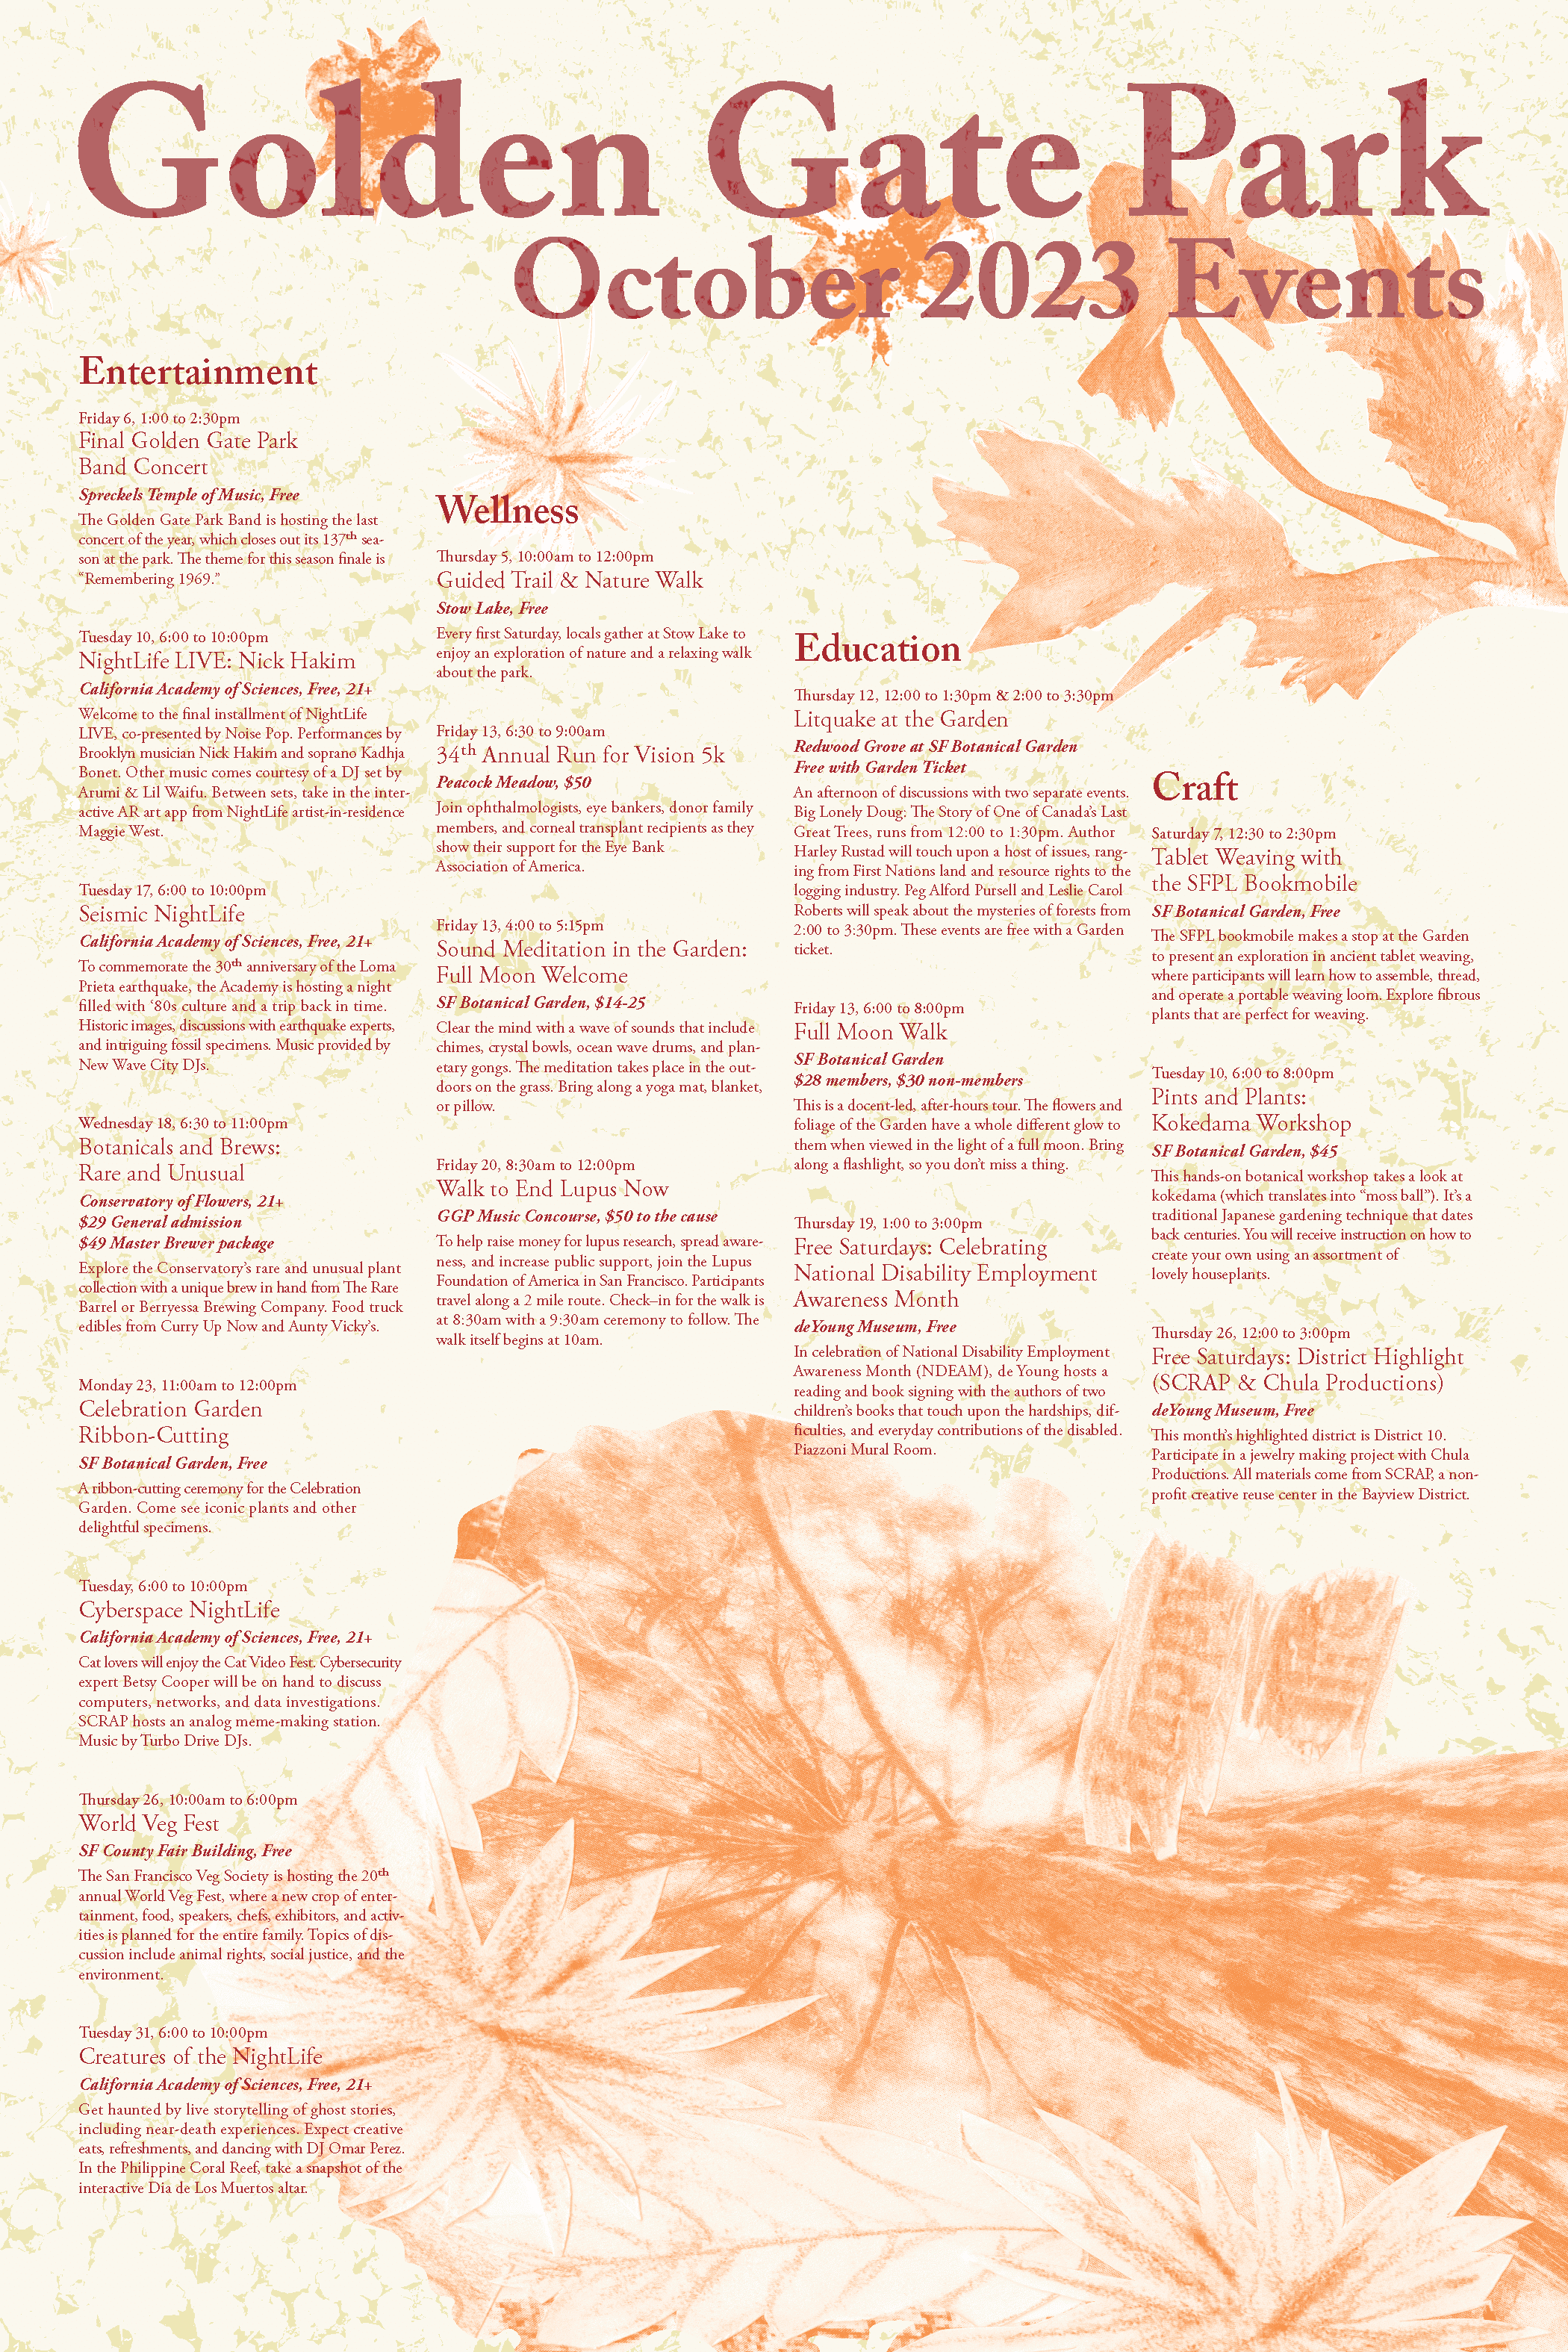 Golden Gate Park
October 2023 Events
Entertainment
Friday 6, 1:00 to 2:30pm
Final Golden Gate Park
Band Concert
Spreckels Temple of Music, Free
The Golden Gate Park Band is hosting the last
concert of the year, which closes out its 137th sea-
son at the park. The theme for this season finale is
“Remembering 1969.”
Tuesday 10, 6:00 to 10:00pm
NightLife LIVE: Nick Hakim
California Academy of Sciences, Free, 21+
Welcome to the final installment of NightLife
LIVE, co-presented by Noise Pop. Performances by
Brooklyn musician Nick Hakim and soprano Kadhja
Bonet. Other music comes courtesy of a DJ set by
Arumi & Lil Waifu. Between sets, take in the inter-
active AR art app from NightLife artist-in-residence
Maggie West.
Tuesday 17, 6:00 to 10:00pm
Seismic NightLife
California Academy of Sciences, Free, 21+
To commemorate the 30th anniversary of the Loma
Prieta earthquake, the Academy is hosting a night
filled with ‘80s culture and a trip back in time.
Historic images, discussions with earthquake experts,
and intriguing fossil specimens. Music provided by
New Wave City DJs.
Wednesday 18, 6:30 to 11:00pm
Botanicals and Brews:
Rare and Unusual
Conservatory of Flowers, 21+
$29 General admission
$49 Master Brewer package
Explore the Conservatory’s rare and unusual plant
collection with a unique brew in hand from The Rare
Barrel or Berryessa Brewing Company. Food truck
edibles from Curry Up Now and Aunty Vicky’s.
Monday 23, 11:00am to 12:00pm
Celebration Garden
Ribbon-Cutting
SF Botanical Garden, Free
A ribbon-cutting ceremony for the Celebration
Garden. Come see iconic plants and other
delightful specimens.
Tuesday, 6:00 to 10:00pm
Cyberspace NightLife
California Academy of Sciences, Free, 21+
Cat lovers will enjoy the Cat Video Fest. Cybersecurity
expert Betsy Cooper will be on hand to discuss
computers, networks, and data investigations.
SCRAP hosts an analog meme-making station.
Music by Turbo Drive DJs.
Thursday 26, 10:00am to 6:00pm
World Veg Fest
SF County Fair Building, Free
The San Francisco Veg Society is hosting the 20th
annual World Veg Fest, where a new crop of enter-
tainment, food, speakers, chefs, exhibitors, and activ-
ities is planned for the entire family. Topics of dis-
cussion include animal rights, social justice, and the
environment.
Tuesday 31, 6:00 to 10:00pm
Creatures of the NightLife
California Academy of Sciences, Free, 21+
Get haunted by live storytelling of ghost stories,
including near-death experiences. Expect creative
eats, refreshments, and dancing with DJ Omar Perez.
In the Philippine Coral Reef, take a snapshot of the
interactive Dia de Los Muertos altar.
Wellness
Thursday 5, 10:00am to 12:00pm
Guided Trail & Nature Walk
Stow Lake, Free
Every first Saturday, locals gather at Stow Lake to
enjoy an exploration of nature and a relaxing walk
about the park.
Friday 13, 6:30 to 9:00am
34th Annual Run for Vision 5k
Peacock Meadow, $50
Join ophthalmologists, eye bankers, donor family
members, and corneal transplant recipients as they
show their support for the Eye Bank
Association of America.
Friday 13, 4:00 to 5:15pm
Sound Meditation in the Garden:
Full Moon Welcome
SF Botanical Garden, $14-25
Clear the mind with a wave of sounds that include
chimes, crystal bowls, ocean wave drums, and plan-
etary gongs. The meditation takes place in the out-
doors on the grass. Bring along a yoga mat, blanket,
or pillow.
Friday 20, 8:30am to 12:00pm
Walk to End Lupus Now
GGP Music Concourse, $50 to the cause
To help raise money for lupus research, spread aware-
ness, and increase public support, join the Lupus
Foundation of America in San Francisco. Participants
travel along a 2 mile route. Check–in for the walk is
at 8:30am with a 9:30am ceremony to follow. The
walk itself begins at 10am.
Education
Thursday 12, 12:00 to 1:30pm & 2:00 to 3:30pm
Litquake at the Garden
Redwood Grove at SF Botanical Garden
Free with Garden Ticket
An afternoon of discussions with two separate events.
Big Lonely Doug: The Story of One of Canada’s Last
Great Trees, runs from 12:00 to 1:30pm. Author
Harley Rustad will touch upon a host of issues, rang-
ing from First Nations land and resource rights to the
logging industry. Peg Alford Pursell and Leslie Carol
Roberts will speak about the mysteries of forests from
2:00 to 3:30pm. These events are free with a Garden
ticket.
Friday 13, 6:00 to 8:00pm
Full Moon Walk
SF Botanical Garden
$28 members, $30 non-members
This is a docent-led, after-hours tour. The flowers and
foliage of the Garden have a whole different glow to
them when viewed in the light of a full moon. Bring
along a flashlight, so you don’t miss a thing.
Thursday 19, 1:00 to 3:00pm
Free Saturdays: Celebrating
National Disability Employment
Awareness Month
deYoung Museum, Free
In celebration of National Disability Employment
Awareness Month (NDEAM), de Young hosts a
reading and book signing with the authors of two
children’s books that touch upon the hardships, dif-
ficulties, and everyday contributions of the disabled.
Piazzoni Mural Room.
Craft
Saturday 7, 12:30 to 2:30pm
Tablet Weaving with
the SFPL Bookmobile
SF Botanical Garden, Free
The SFPL bookmobile makes a stop at the Garden
to present an exploration in ancient tablet weaving,
where participants will learn how to assemble, thread,
and operate a portable weaving loom. Explore fibrous
plants that are perfect for weaving.
Tuesday 10, 6:00 to 8:00pm
Pints and Plants:
Kokedama Workshop
SF Botanical Garden, $45
This hands-on botanical workshop takes a look at
kokedama (which translates into “moss ball”). It’s a
traditional Japanese gardening technique that dates
back centuries. You will receive instruction on how to
create your own using an assortment of
lovely houseplants.
Thursday 26, 12:00 to 3:00pm
Free Saturdays: District Highlight
(SCRAP & Chula Productions)
deYoung Museum, Free
This month’s highlighted district is District 10.
Participate in a jewelry making project with Chula
Productions. All materials come from SCRAP, a non-
profit creative reuse center in the Bayview District.